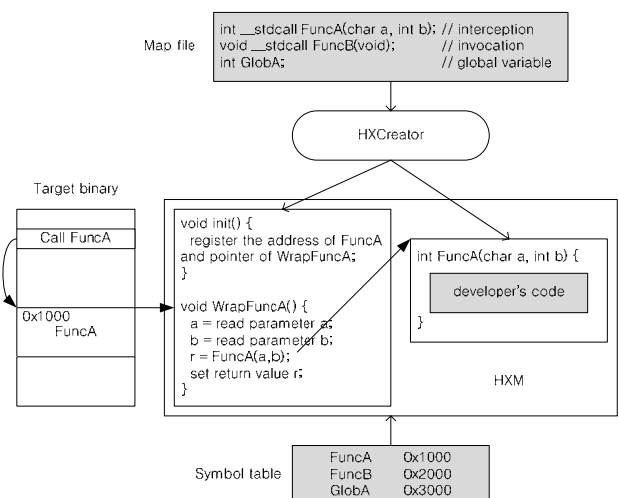 Map file
int __stdcall FuncA(char a, int b); // interception
void __stdcall FuncB(void); // invocation
int GlobA; // global variable
HXCreator
Target binary
Call FuncA
0x1000
FuncA
void init() {
register the address of FuncA
and pointer of WrapFuncA;
}
void WrapFuncA() {
a = read parameter a;
b = read parameter b;
r = FuncA(a,b);
set return value r;
}
int FuncA(char a, int b) {
developer's code
}
HXM
Symbol table
FuncA 0x1000
FuncB 0x2000
GlobA 0x3000